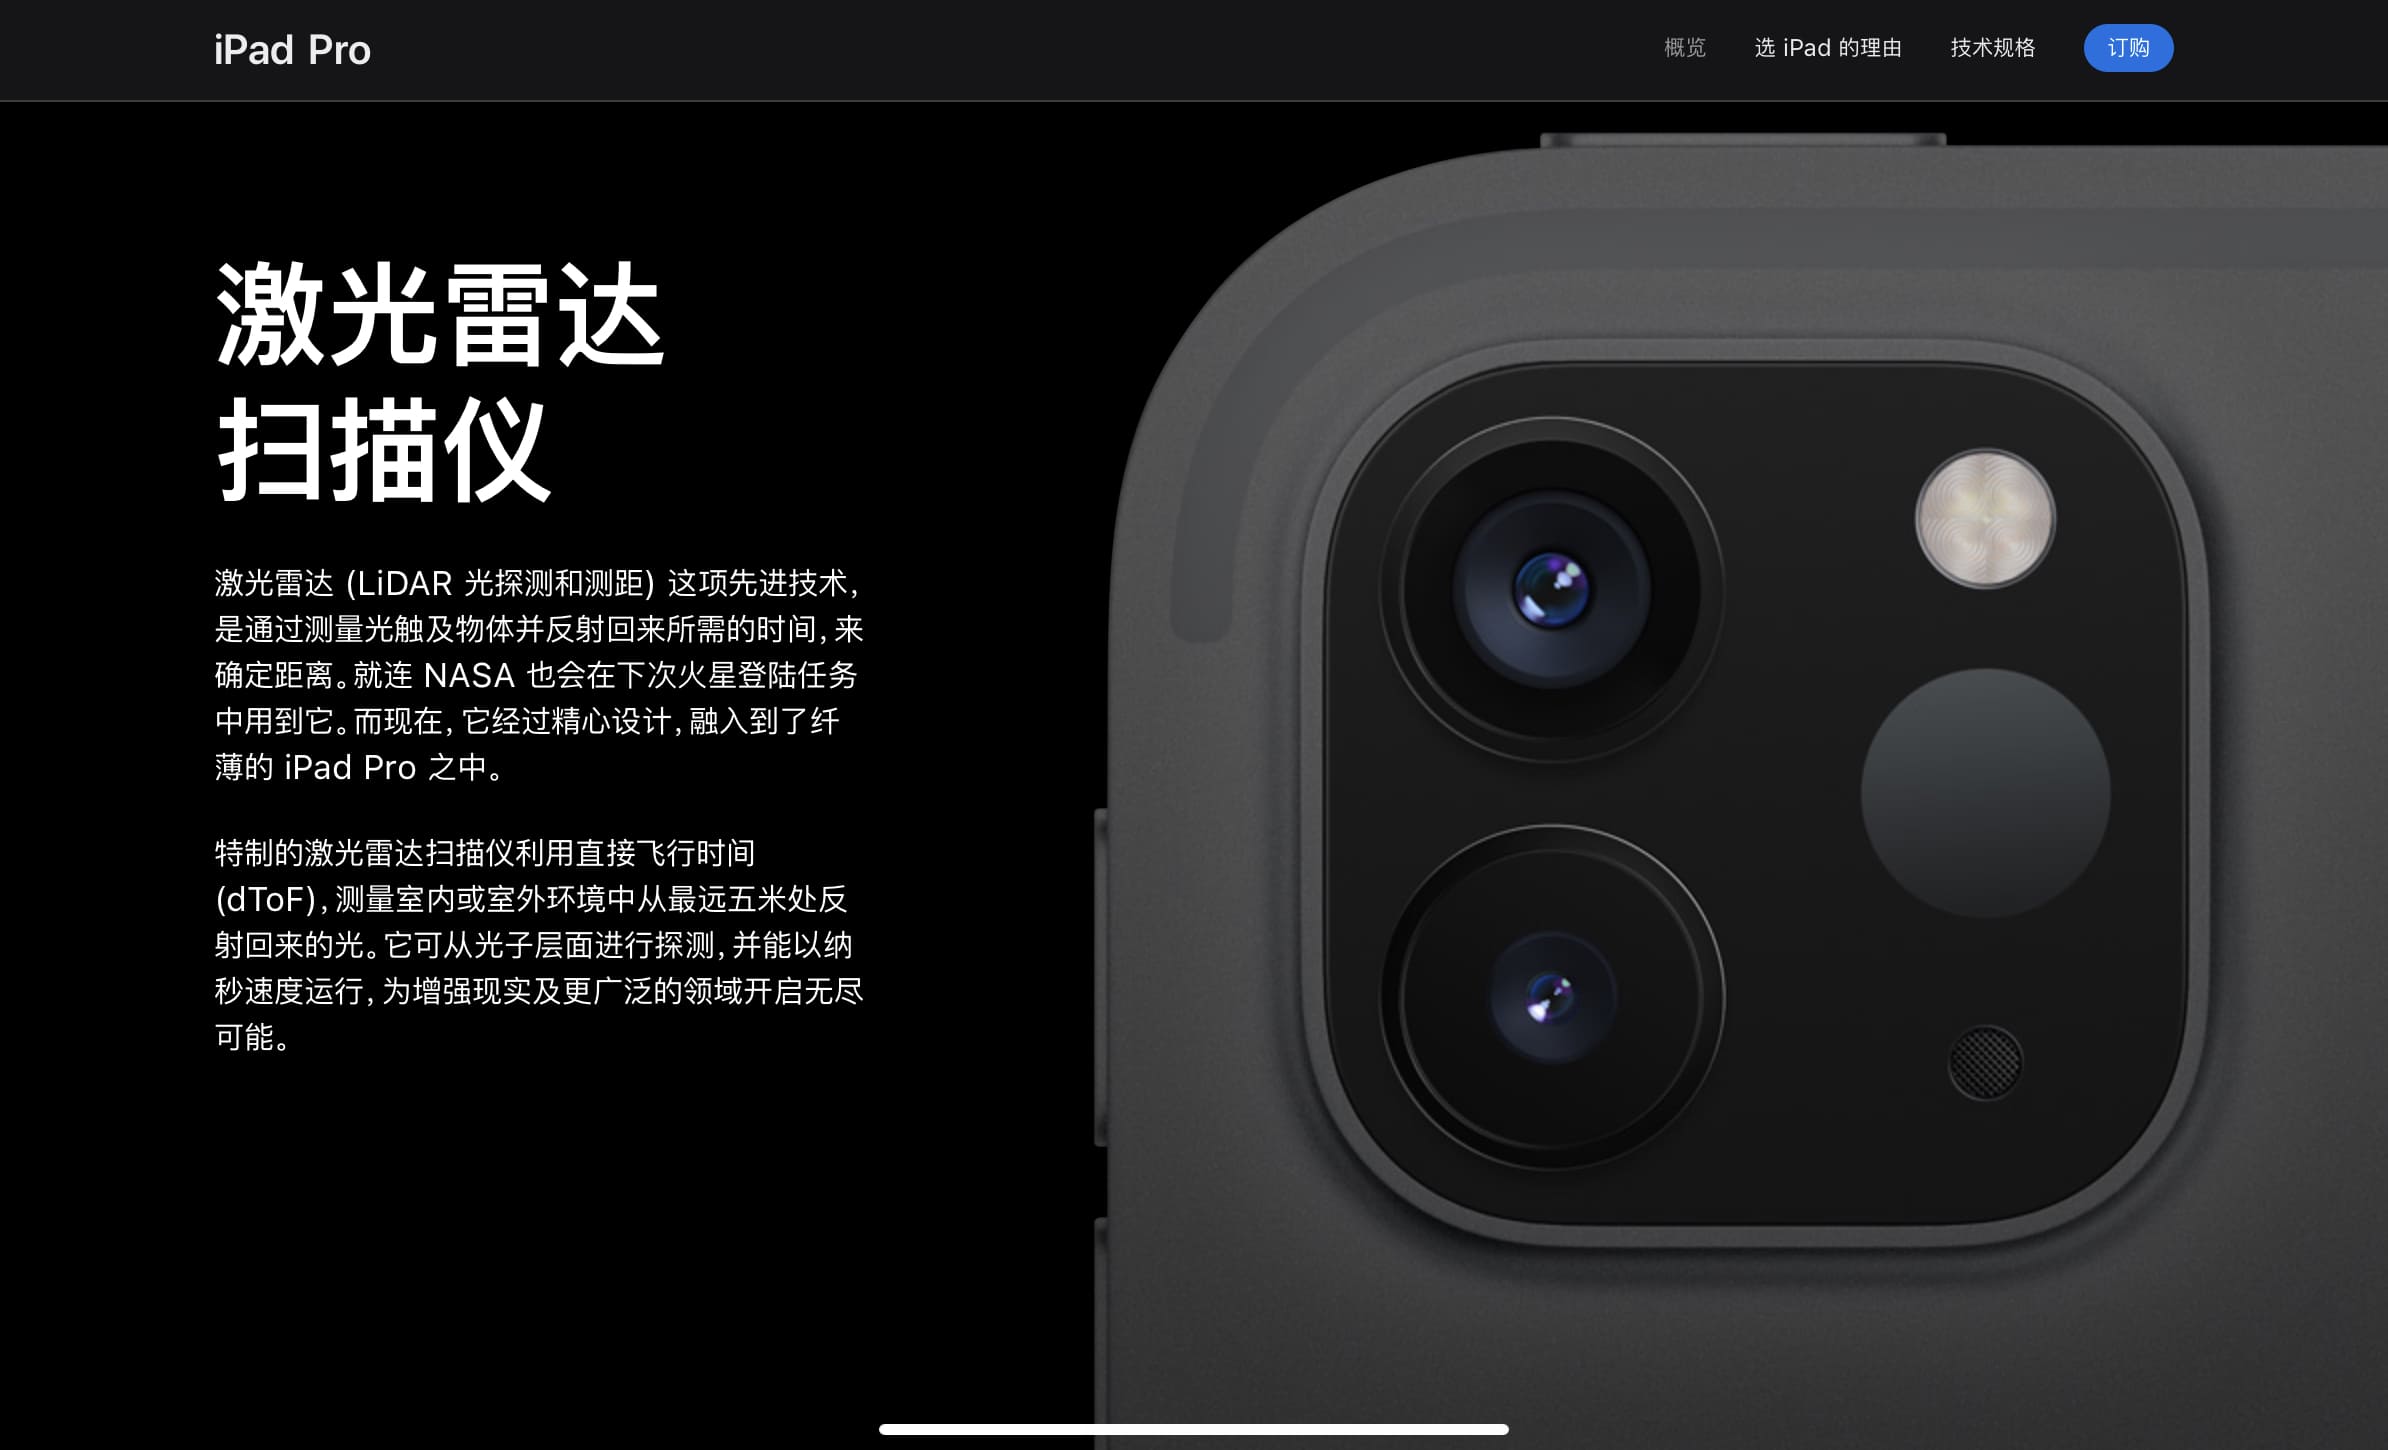 iPad Pro
概览
选 iPad 的理由
技术规格
订购
激光雷达
扫描仪
激光雷达 (LiDAR 光探测和测距) 这项先进技术，
是通过测量光触及物体并反射回来所需的时间，来
确定距离。就连 NASA 也会在下次火星登陆任务
中用到它。而现在，它经过精心设计，融入到了纤
薄的 iPad Pro 之中。
特制的激光雷达扫描仪利用直接飞行时间
(dToF)，测量室内或室外环境中从最远五米处反
射回来的光。它可从光子层面进行探测，并能以纳
秒速度运行，为增强现实及更广泛的领域开启无尽
可能。